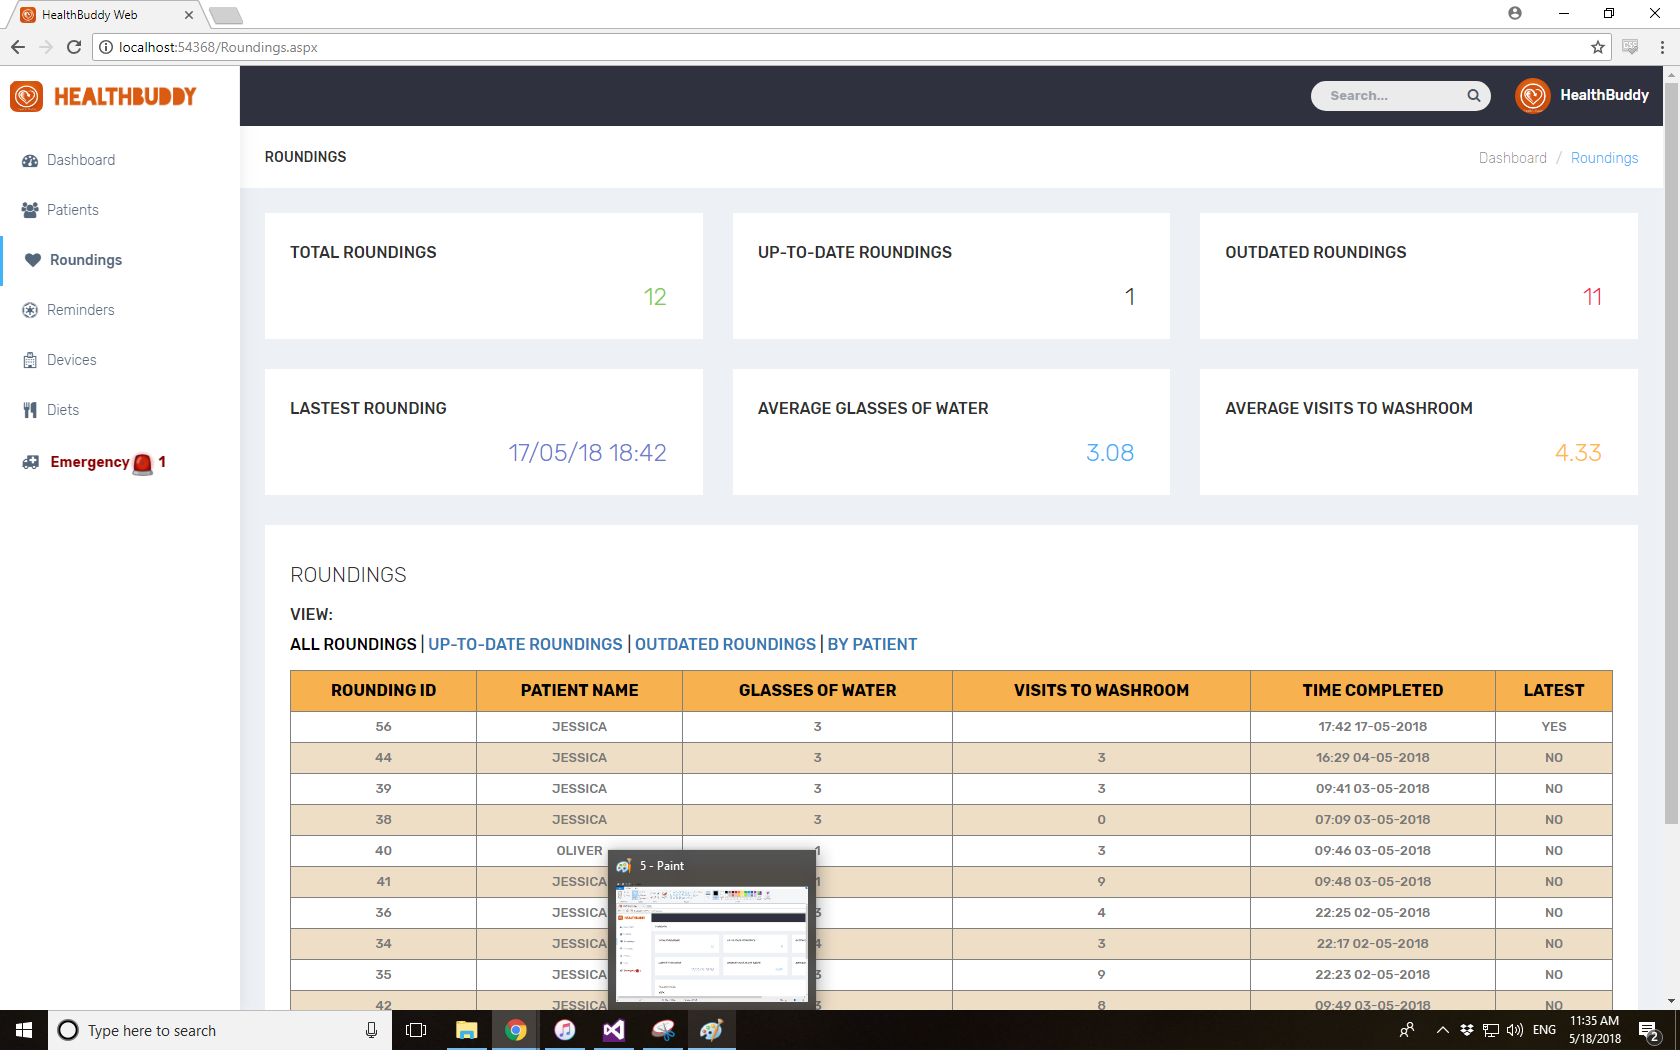 HealthBuddy Web
localhost:54368/Roundings.aspx
HEALTHBUDDY
Search...
HealthBuddy
Dashboard
Patients
Roundings
Reminders
Devices
Diets
Emergency 1
ROUNDINGS
Dashboard / Roundings
TOTAL ROUNDINGS
12
UP-TO-DATE ROUNDINGS
1
OUTDATED ROUNDINGS
11
LASTEST ROUNDING
17/05/18 18:42
AVERAGE GLASSES OF WATER
3.08
AVERAGE VISITS TO WASHROOM
4.33
ROUNDINGS
VIEW:
ALL ROUNDINGS | UP-TO-DATE ROUNDINGS | OUTDATED ROUNDINGS | BY PATIENT
ROUNDING ID PATIENT NAME GLASSES OF WATER VISITS TO WASHROOM TIME COMPLETED LATEST
56 JESSICA 3 17:42 17-05-2018 YES
44 JESSICA 3 3 16:29 04-05-2018 NO
39 JESSICA 3 3 09:41 03-05-2018 NO
38 JESSICA 3 0 07:09 03-05-2018 NO
40 OLIVER 1 3 09:46 03-05-2018 NO
41 JESSICA 1 9 09:48 03-05-2018 NO
36 JESSICA 3 4 22:25 02-05-2018 NO
34 JESSICA 4 3 22:17 02-05-2018 NO
35 JESSICA 3 9 22:23 02-05-2018 NO
42 JESSICA 3 8 09:49 03-05-2018 NO
5 - Paint
Type here to search
ENG
11:35 AM
5/18/2018
2